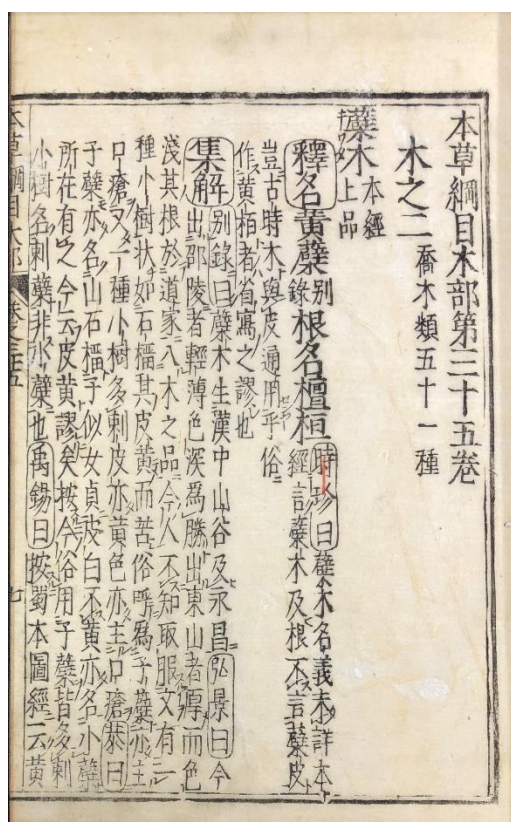 本草綱目木部第三十五卷
木之二 喬木類五十一種
蘗木 本經
上品
釋名黃蘗 別錄 根名檀桓 時珍曰蘗木名義未詳本
經言蘗木及根不言蘗皮
豈古時木與皮通用乎俗
作黃栢者省寫之謬也
集解 別錄曰蘗木生漢中山谷及永昌弘景曰今
出邵陵者輕薄色深爲勝出東山者厚而色
淺其根於道家入木之品今人不知取服又有一
種小樹狀如石橊其皮黃而苦俗呼爲子蘗亦主
口瘡又一種小樹多刺皮亦黃色亦主口瘡恭曰
子蘗亦名山石橊子似女貞皮白不黃亦名小蘗
所在有之今云皮黃謬矣按今俗用子蘗皆多刺
小樹名刺蘗非小蘗也禹錫曰按蜀本圖經云黃
本草綱目木部 七